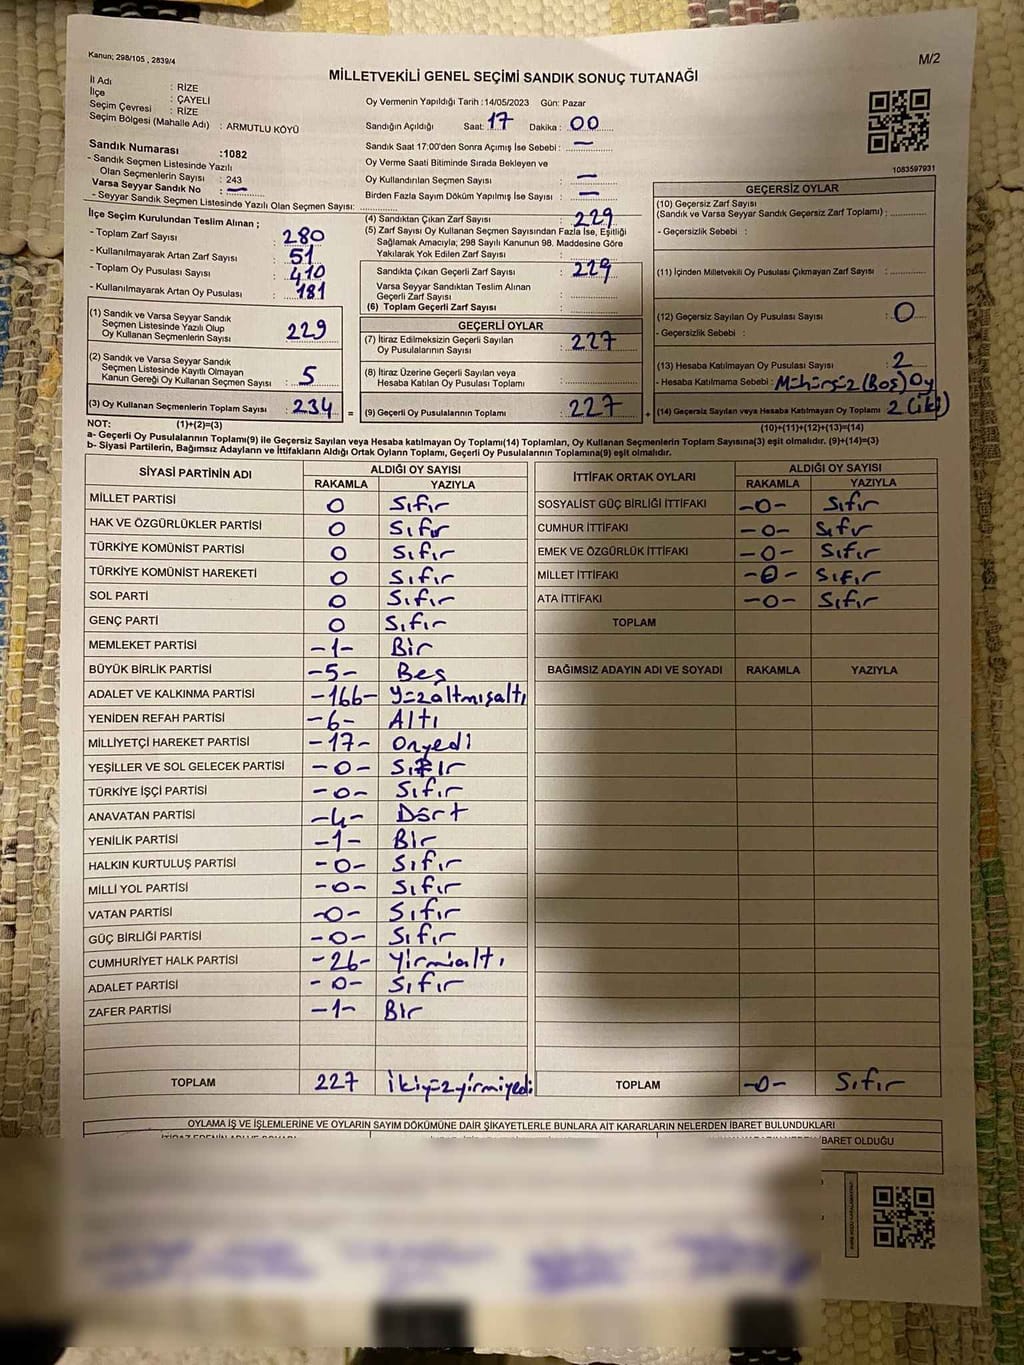 Kanun; 298/105 , 2839/4
M/2
MİLLETVEKİLİ GENEL SEÇİMİ SANDIK SONUÇ TUTANAĞI
İl Adı : RİZE
İlçe : ÇAYELİ
Seçim Çevresi : RİZE
Seçim Bölgesi (Mahalle Adı) : ARMUTLU KÖYÜ
Sandık Numarası :1082
- Sandık Seçmen Listesinde Yazılı
Olan Seçmenlerin Sayısı : 243
Varsa Seyyar Sandık No : —
- Seyyar Sandık Seçmen Listesinde Yazılı Olan Seçmen Sayısı:
Oy Vermenin Yapıldığı Tarih :14/05/2023 Gün: Pazar
Sandığın Açıldığı Saat: 17 Dakika : 00
Sandık Saat 17:00'den Sonra Açımış İse Sebebi : —
Oy Verme Saati Bitiminde Sırada Bekleyen ve
Oy Kullandırılan Seçmen Sayısı : —
Birden Fazla Sayım Döküm Yapılmış İse Sayısı : —
1083597931
İlçe Seçim Kurulundan Teslim Alınan ;
- Toplam Zarf Sayısı : 280
- Kullanılmayarak Artan Zarf Sayısı : 51
- Toplam Oy Pusulası Sayısı : 410
- Kullanılmayarak Artan Oy Pusulası : 181
(1) Sandık ve Varsa Seyyar Sandık
Seçmen Listesinde Yazılı Olup
Oy Kullanan Seçmenlerin Sayısı : 229
(2) Sandık ve Varsa Seyyar Sandık
Seçmen Listesinde Kayıtlı Olmayan
Kanun Gereği Oy Kullanan Seçmen Sayısı : 5
(3) Oy Kullanan Seçmenlerin Toplam Sayısı : 234 =
(4) Sandıktan Çıkan Zarf Sayısı : 229
(5) Zarf Sayısı Oy Kullanan Seçmen Sayısından Fazla İse, Eşitliği
Sağlamak Amacıyla; 298 Sayılı Kanunun 98. Maddesine Göre
Yakılarak Yok Edilen Zarf Sayısı :
Sandıkta Çıkan Geçerli Zarf Sayısı : 229
Varsa Seyyar Sandıktan Teslim Alınan
Geçerli Zarf Sayısı :
(6) Toplam Geçerli Zarf Sayısı :
GEÇERLİ OYLAR
(7) İtiraz Edilmeksizin Geçerli Sayılan
Oy Pusulalarının Sayısı : 227
(8) İtiraz Üzerine Geçerli Sayılan veya
Hesaba Katılan Oy Pusulası Toplamı :
(9) Geçerli Oy Pusulalarının Toplamı : 227 +
GEÇERSİZ OYLAR
(10) Geçersiz Zarf Sayısı
(Sandık ve Varsa Seyyar Sandık Geçersiz Zarf Toplamı) :
- Geçersizlik Sebebi :
(11) İçinden Milletvekili Oy Pusulası Çıkmayan Zarf Sayısı :
(12) Geçersiz Sayılan Oy Pusulası Sayısı : 0
- Geçersizlik Sebebi :
(13) Hesaba Katılmayan Oy Pusulası Sayısı : 2
- Hesaba Katılmama Sebebi : Mühürsüz (Boş) Oy
(14) Geçersiz Sayılan veya Hesaba Katılmayan Oy Toplamı 2 (iki)
NOT: (1)+(2)=(3)
(10)+(11)+(12)+(13)=(14)
a- Geçerli Oy Pusulalarının Toplamı(9) ile Geçersiz Sayılan veya Hesaba katılmayan Oy Toplamı(14) Toplamları, Oy Kullanan Seçmenlerin Toplam Sayısına(3) eşit olmalıdır. (9)+(14)=(3)
b- Siyasi Partilerin, Bağımsız Adayların ve İttifakların Aldığı Ortak Oyların Toplamı, Geçerli Oy Pusulalarının Toplamına(9) eşit olmalıdır.
SİYASİ PARTİNİN ADI ALDIĞI OY SAYISI
RAKAMLA YAZIYLA
MİLLET PARTİSİ 0 Sıfır
HAK VE ÖZGÜRLÜKLER PARTİSİ 0 Sıfır
TÜRKİYE KOMÜNİST PARTİSİ 0 Sıfır
TÜRKİYE KOMÜNİST HAREKETİ 0 Sıfır
SOL PARTİ 0 Sıfır
GENÇ PARTİ 0 Sıfır
MEMLEKET PARTİSİ -1- Bir
BÜYÜK BİRLİK PARTİSİ -5- Beş
ADALET VE KALKINMA PARTİSİ -166- Yüzaltmışaltı
YENİDEN REFAH PARTİSİ -6- Altı
MİLLİYETÇİ HAREKET PARTİSİ -17- Onyedi
YEŞİLLER VE SOL GELECEK PARTİSİ -0- Sıfır
TÜRKİYE İŞÇİ PARTİSİ -0- Sıfır
ANAVATAN PARTİSİ -4- Dört
YENİLİK PARTİSİ -1- Bir
HALKIN KURTULUŞ PARTİSİ -0- Sıfır
MİLLİ YOL PARTİSİ -0- Sıfır
VATAN PARTİSİ -0- Sıfır
GÜÇ BİRLİĞİ PARTİSİ -0- Sıfır
CUMHURİYET HALK PARTİSİ -26- Yirmialtı
ADALET PARTİSİ -0- Sıfır
ZAFER PARTİSİ -1- Bir
TOPLAM 227 ikiyüzyirmiyedi
İTTİFAK ORTAK OYLARI ALDIĞI OY SAYISI
RAKAMLA YAZIYLA
SOSYALİST GÜÇ BİRLİĞİ İTTİFAKI -0- Sıfır
CUMHUR İTTİFAKI -0- Sıfır
EMEK VE ÖZGÜRLÜK İTTİFAKI -0- Sıfır
MİLLET İTTİFAKI -0- Sıfır
ATA İTTİFAKI -0- Sıfır
TOPLAM
BAĞIMSIZ ADAYIN ADI VE SOYADI RAKAMLA YAZIYLA
TOPLAM -0- Sıfır
OYLAMA İŞ VE İŞLEMLERİNE VE OYLARIN SAYIM DÖKÜMÜNE DAİR ŞİKAYETLERLE BUNLARA AİT KARARLARIN NELERDEN İBARET BULUNDUKLARI
BARET OLDUĞU